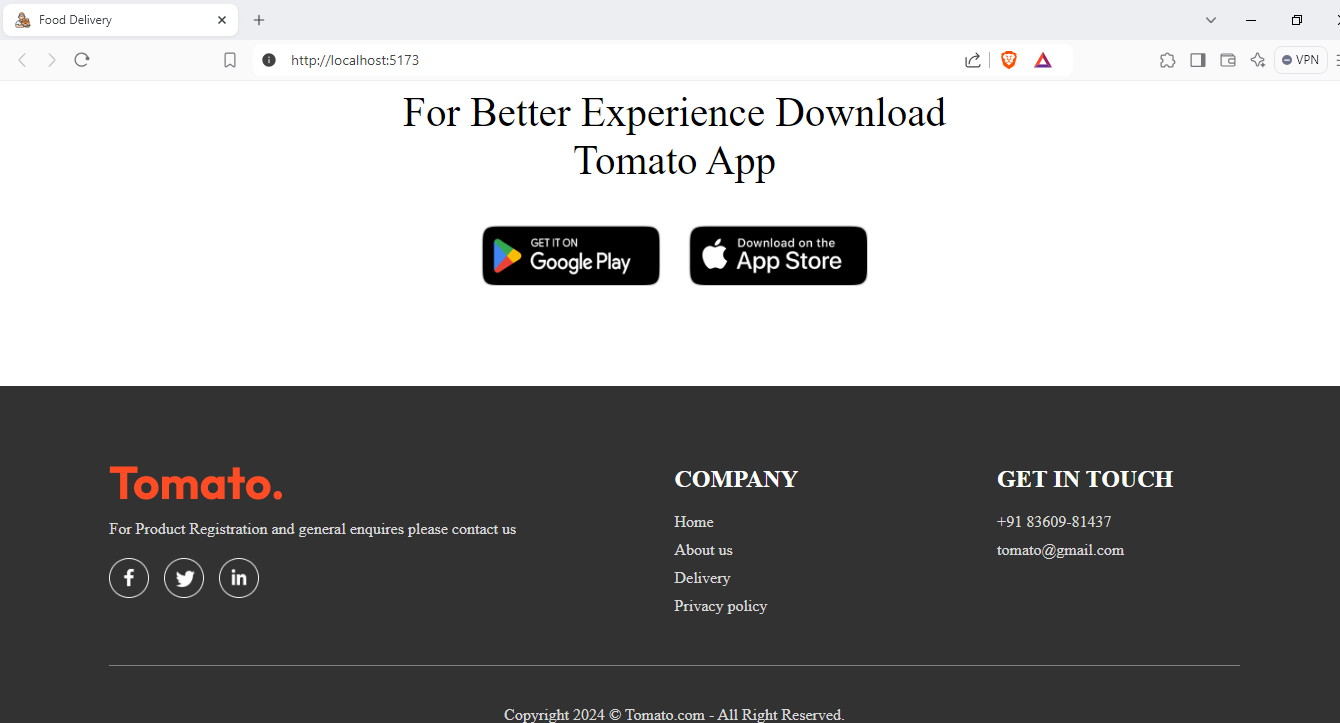 Food Delivery
http://localhost:5173
VPN
For Better Experience Download
Tomato App
GET IT ON
Google Play
Download on the
App Store
Tomato.
For Product Registration and general enquires please contact us
f
in
COMPANY
Home
About us
Delivery
Privacy policy
GET IN TOUCH
+91 83609-81437
tomato@gmail.com
Copyright 2024 © Tomato.com - All Right Reserved.